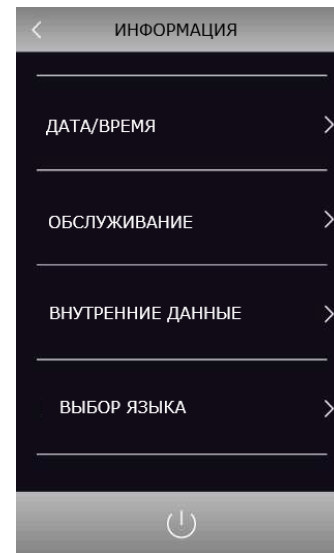 ИНФОРМАЦИЯ
ДАТА/ВРЕМЯ
ОБСЛУЖИВАНИЕ
ВНУТРЕННИЕ ДАННЫЕ
ВЫБОР ЯЗЫКА